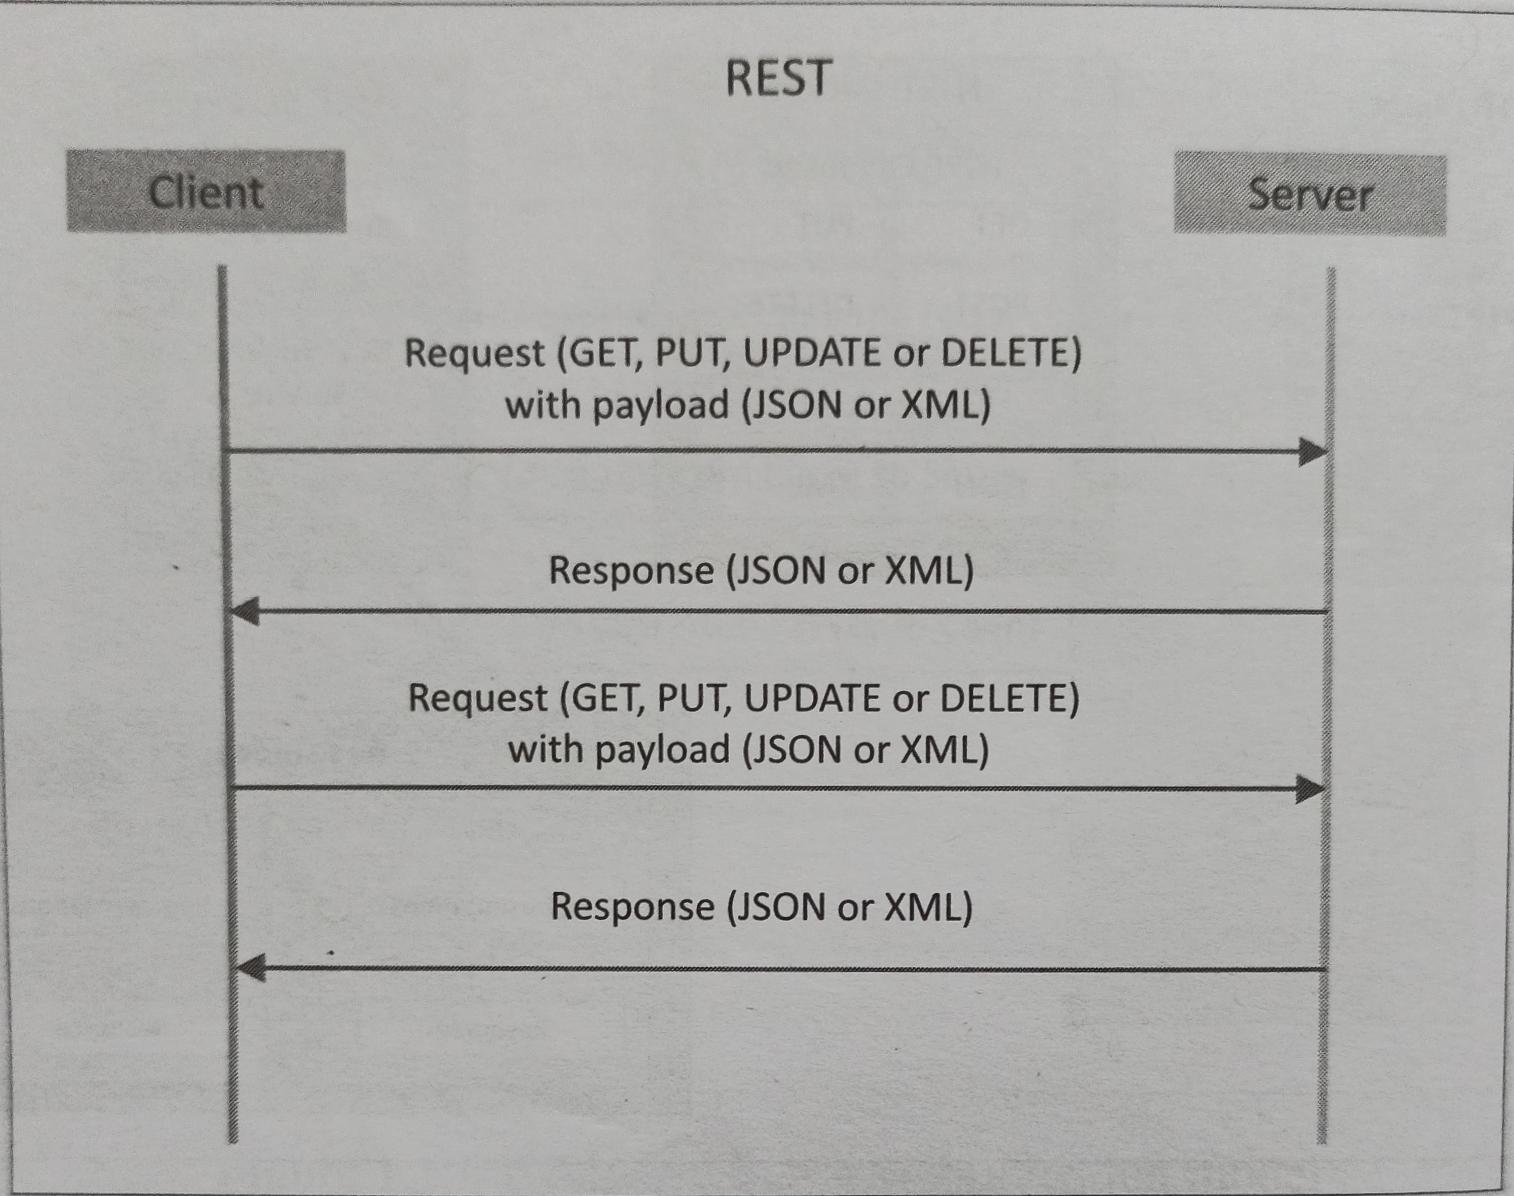 REST
Client
Server
Request (GET, PUT, UPDATE or DELETE)
with payload (JSON or XML)
Response (JSON or XML)
Request (GET, PUT, UPDATE or DELETE)
with payload (JSON or XML)
Response (JSON or XML)